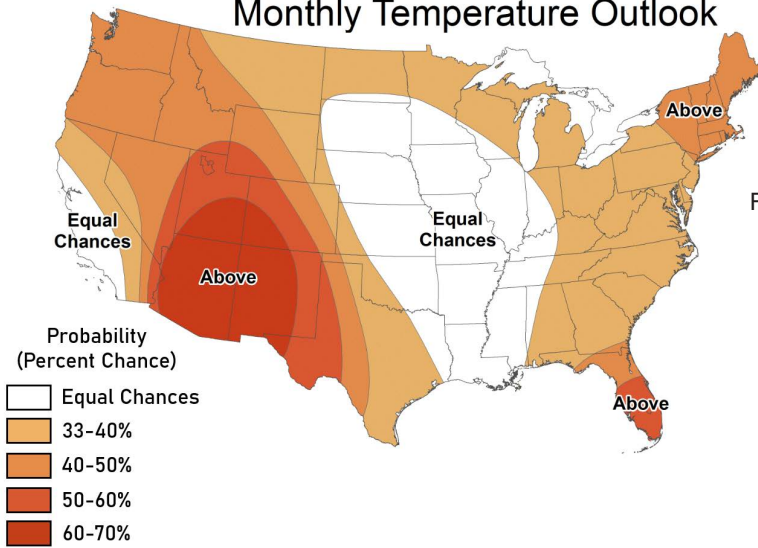 Monthly Temperature Outlook
Above
F
Equal
Chances
Equal
Chances
Above
Above
Probability
(Percent Chance)
Equal Chances
33-40%
40-50%
50-60%
60-70%